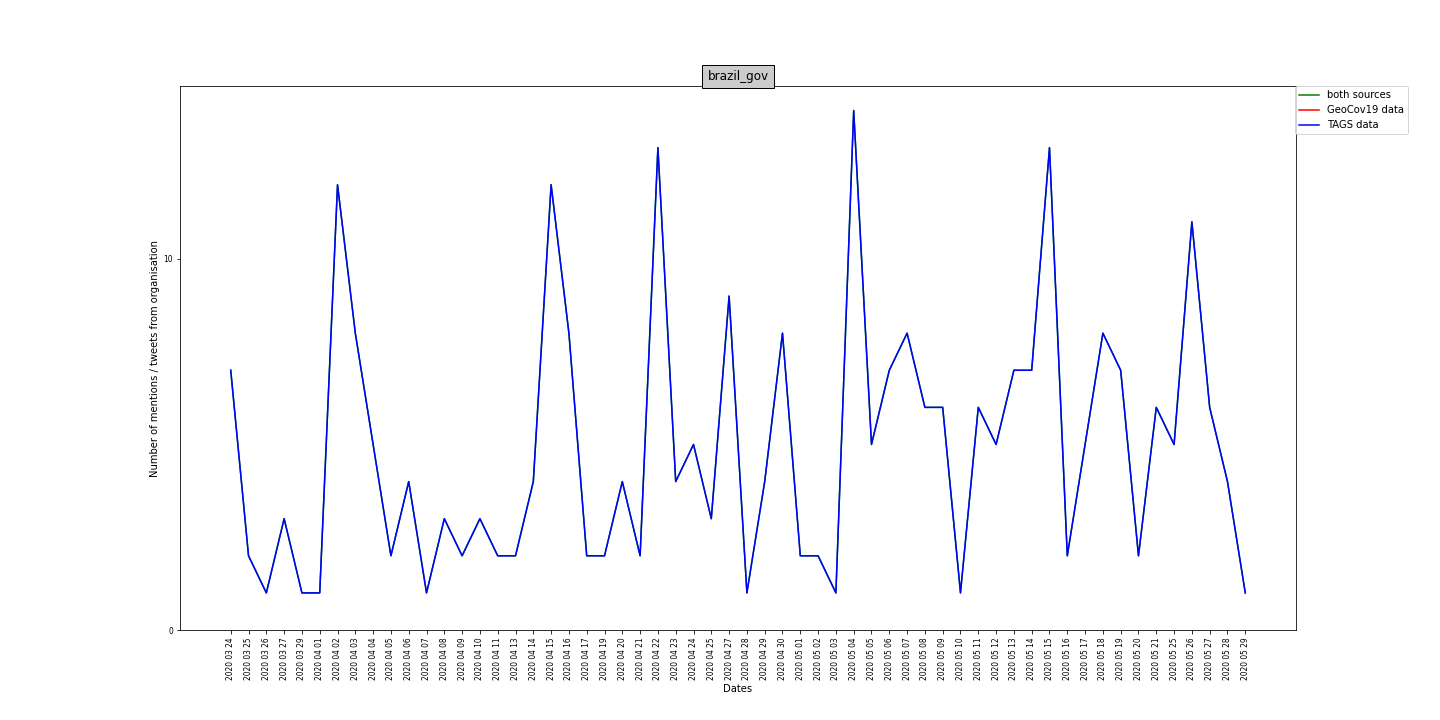 brazil_gov
both sources
GeoCov19 data
TAGS data
Number of mentions / tweets from organisation
10
0
2020 03 24
2020 03 25
2020 03 26
2020 03 27
2020 03 29
2020 04 01
2020 04 02
2020 04 03
2020 04 04
2020 04 05
2020 04 06
2020 04 07
2020 04 08
2020 04 09
2020 04 10
2020 04 11
2020 04 13
2020 04 14
2020 04 15
2020 04 16
2020 04 17
2020 04 19
2020 04 20
2020 04 21
2020 04 22
2020 04 23
2020 04 24
2020 04 25
2020 04 27
2020 04 28
2020 04 29
2020 04 30
2020 05 01
2020 05 02
2020 05 03
2020 05 04
2020 05 05
2020 05 06
2020 05 07
2020 05 08
2020 05 09
2020 05 10
2020 05 11
2020 05 12
2020 05 13
2020 05 14
2020 05 15
2020 05 16
2020 05 17
2020 05 18
2020 05 19
2020 05 20
2020 05 21
2020 05 25
2020 05 26
2020 05 27
2020 05 28
2020 05 29
Dates